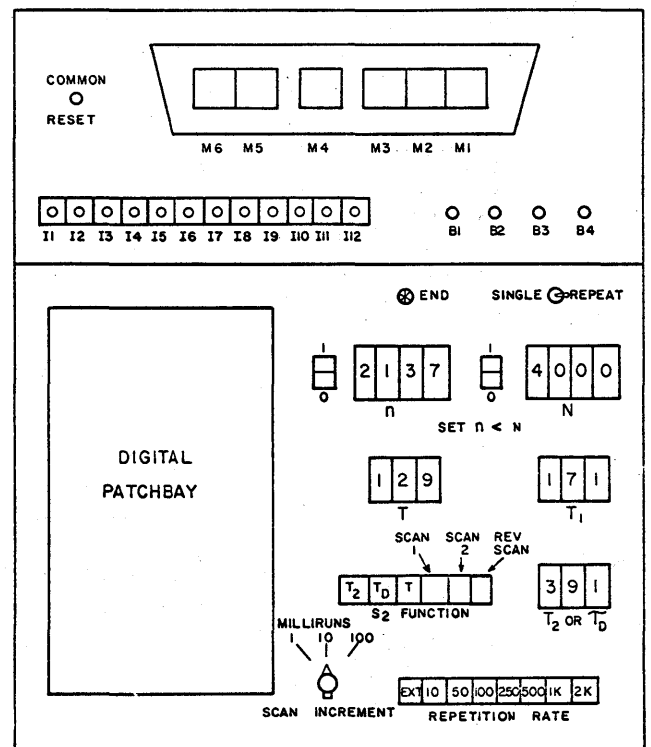 COMMON
RESET
M6 M5 M4 M3 M2 M1
I1 I2 I3 I4 I5 I6 I7 I8 I9 I10 I11 I12
B1 B2 B3 B4
END SINGLE REPEAT
1 2 1 3 7 1 4 0 0 0
0 n 0 N
SET n < N
DIGITAL
PATCHBAY
1 2 9 1 7 1
T T1
SCAN 1 SCAN 2 REV SCAN
T2 TD T 3 9 1
S2 FUNCTION T2 OR TD
MILLIRUNS
1 10 100
SCAN INCREMENT
EXT 10 50 100 250 500 1K 2K
REPETITION RATE